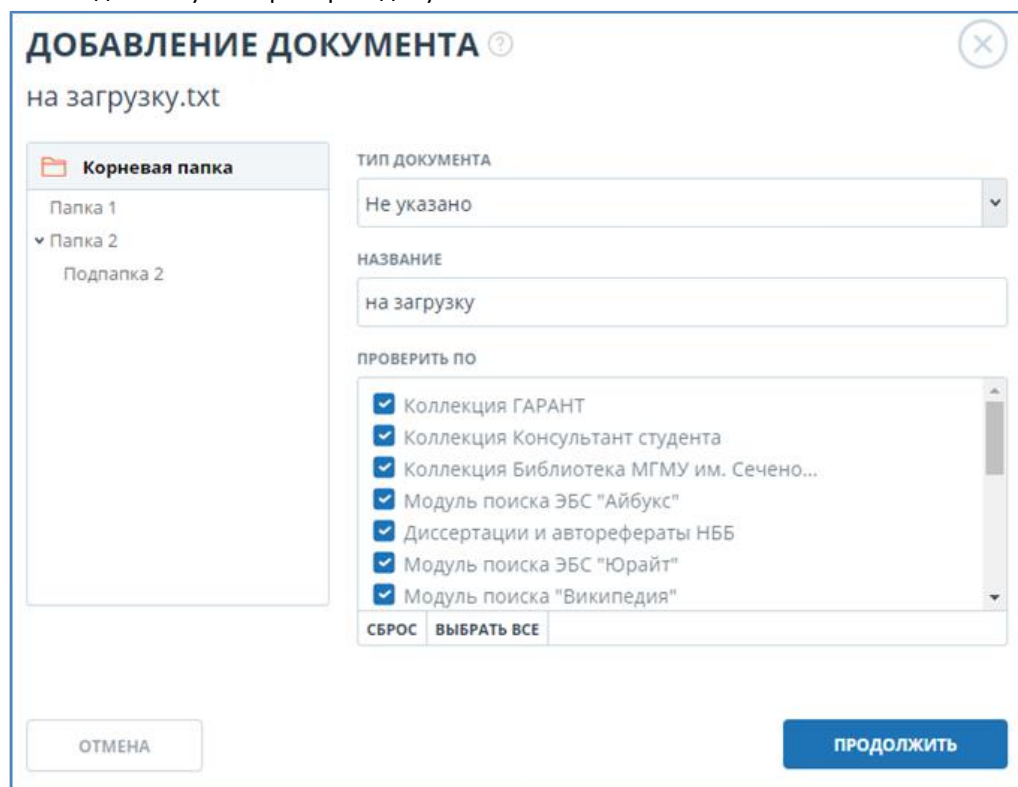 ДОБАВЛЕНИЕ ДОКУМЕНТА ?
на загрузку.txt
Корневая папка
Папка 1
Папка 2
Подпапка 2
ТИП ДОКУМЕНТА
Не указано
НАЗВАНИЕ
на загрузку
ПРОВЕРИТЬ ПО
Коллекция ГАРАНТ
Коллекция Консультант студента
Коллекция Библиотека МГМУ им. Сечено...
Модуль поиска ЭБС "Айбукс"
Диссертации и авторефераты НББ
Модуль поиска ЭБС "Юрайт"
Модуль поиска "Википедия"
СБРОС ВЫБРАТЬ ВСЕ
ОТМЕНА
ПРОДОЛЖИТЬ